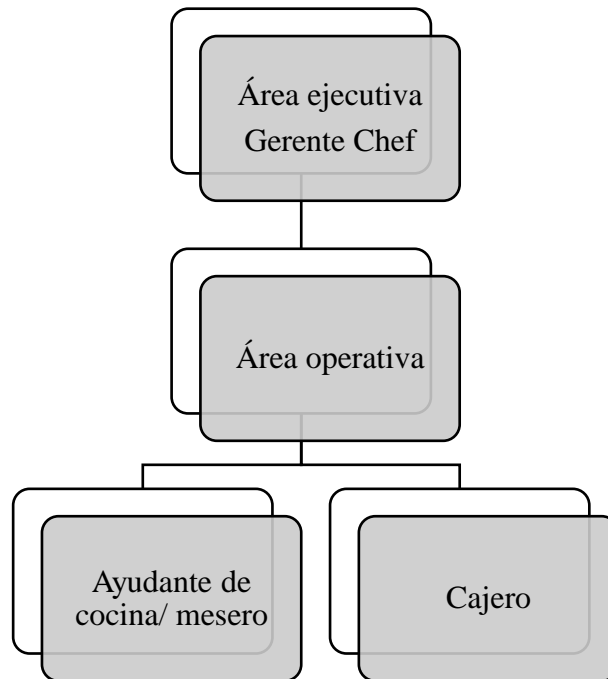 Área ejecutiva
Gerente Chef
Área operativa
Ayudante de
cocina/ mesero
Cajero